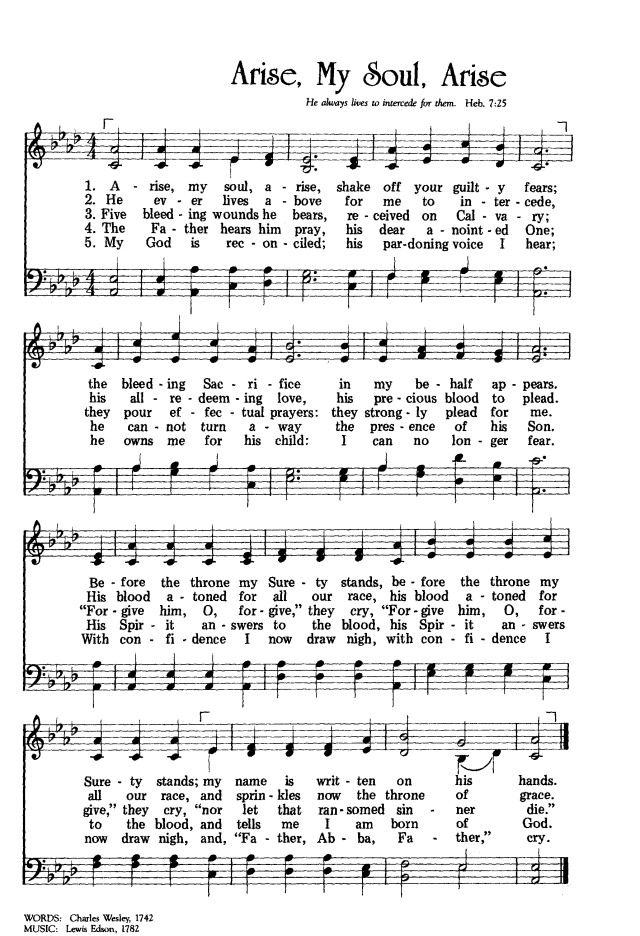 Arise, My Soul, Arise
He always lives to intercede for them. Heb. 7:25
4
4
1. A - rise, my soul, a - rise, shake off your guilt - y fears;
2. He ev - er lives a - bove for me to in - ter - cede,
3. Five bleed - ing wounds he bears, re - ceived on Cal - va - ry;
4. The Fa - ther hears him pray, his dear a - noint - ed One;
5. My God is rec - on - ciled; his par - doning voice I hear;
4
4
the bleed - ing Sac - ri - fice in my be - half ap - pears.
his all - re - deem - ing love, his pre - cious blood to plead.
they pour ef - fec - tual prayers: they strong - ly plead for me.
he can - not turn a - way the pres - ence of his Son.
he owns me for his child: I can no lon - ger fear.
Be - fore the throne my Sure - ty stands, be - fore the throne my
His blood a - toned for all our race, his blood a - toned for
“For - give him, O, for - give,” they cry, “For - give him, O, for -
His Spir - it an - swers to the blood, his Spir - it an - swers
With con - fi - dence I now draw nigh, with con - fi - dence I
Sure - ty stands; my name is writ - ten on his hands.
all our race, and sprin - kles now the throne of grace.
give,” they cry, “nor let that ran - somed sin - ner die.”
to the blood, and tells me I am born of God.
now draw nigh, and, “Fa - ther, Ab - ba, Fa - ther,” cry.
WORDS: Charles Wesley, 1742
MUSIC: Lewis Edson, 1782